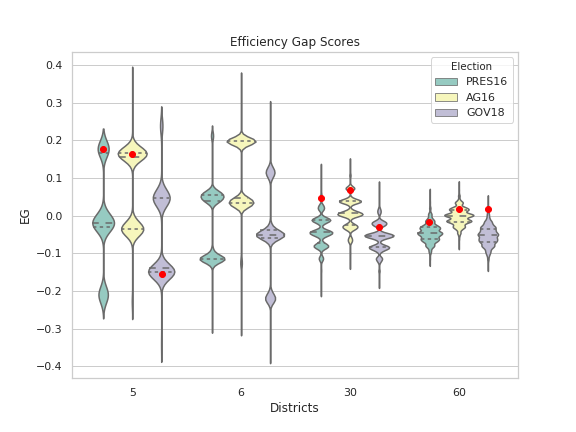 Efficiency Gap Scores
Election
PRES16
AG16
GOV18
0.4
0.3
0.2
0.1
0.0
−0.1
−0.2
−0.3
−0.4
EG
5 6 30 60
Districts